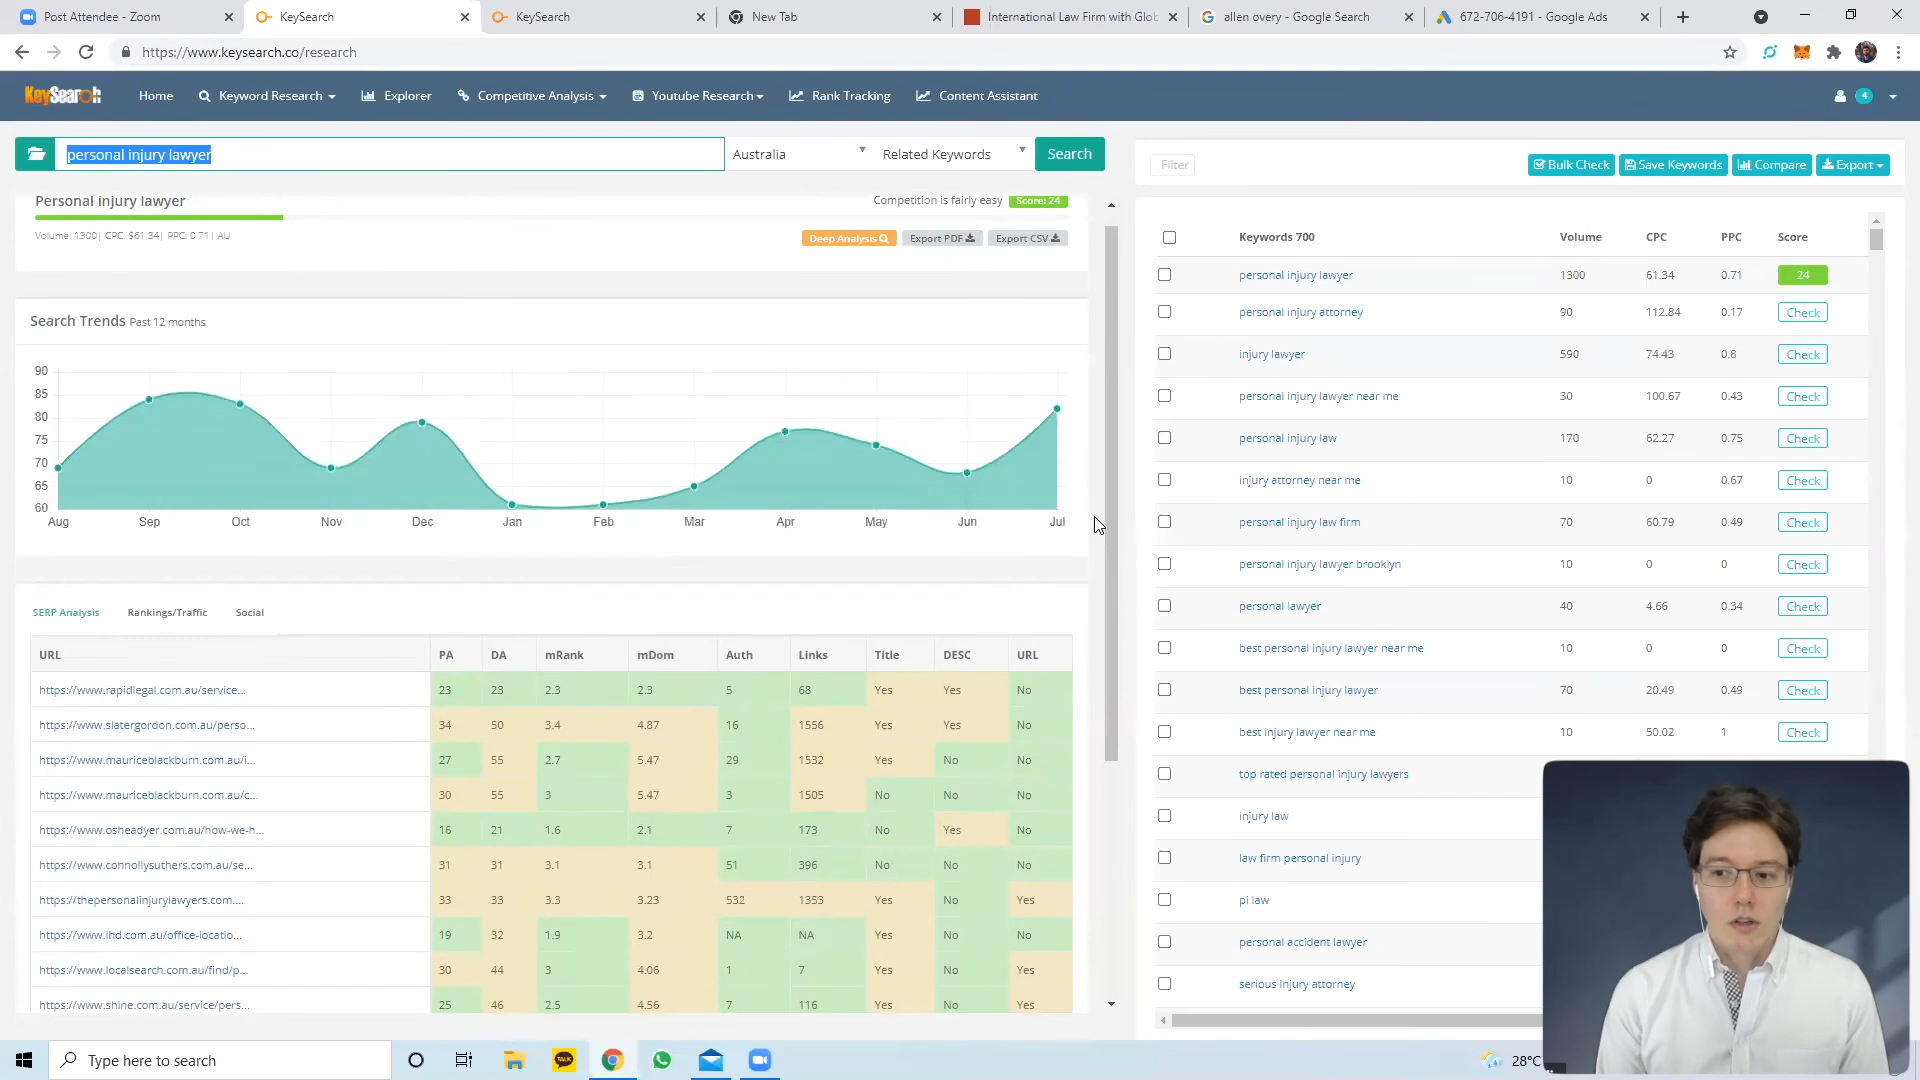 Post Attendee - Zoom
KeySearch
KeySearch
New Tab
International Law Firm with Glob
allen overy - Google Search
672-706-4191 - Google Ads
https://www.keysearch.co/research
KeySearch
Home
Keyword Research
Explorer
Competitive Analysis
Youtube Research
Rank Tracking
Content Assistant
4
personal injury lawyer
Australia
Related Keywords
Search
Personal injury lawyer
Competition is fairly easy
Score: 24
Volume: 1300| CPC: $61.34| PPC: 0.71| AU
Deep Analysis
Export PDF
Export CSV
Search Trends Past 12 months
90
85
80
75
70
65
60
Aug Sep Oct Nov Dec Jan Feb Mar Apr May Jun Jul
SERP Analysis
Rankings/Traffic
Social
URL PA DA mRank mDom Auth Links Title DESC URL
https://www.rapidlegal.com.au/service... 23 23 2.3 2.3 5 68 Yes Yes No
https://www.slatergordon.com.au/perso... 34 50 3.4 4.87 16 1556 Yes Yes No
https://www.mauriceblackburn.com.au/i... 27 55 2.7 5.47 29 1532 Yes No No
https://www.mauriceblackburn.com.au/c... 30 55 3 5.47 3 1505 No No No
https://www.osheadyer.com.au/how-we-h... 16 21 1.6 2.1 7 173 No Yes No
https://www.connollysuthers.com.au/se... 31 31 3.1 3.1 51 396 No No No
https://thepersonalinjurylawyers.com.... 33 33 3.3 3.23 532 1353 Yes No Yes
https://www.lhd.com.au/office-locatio... 19 32 1.9 3.2 NA NA Yes No No
https://www.localsearch.com.au/find/p... 30 44 3 4.06 1 7 Yes No Yes
https://www.shine.com.au/service/pers... 25 46 2.5 4.56 7 116 Yes No Yes
Filter
Bulk Check
Save Keywords
Compare
Export
Keywords 700 Volume CPC PPC Score
personal injury lawyer 1300 61.34 0.71 24
personal injury attorney 90 112.84 0.17 Check
injury lawyer 590 74.43 0.8 Check
personal injury lawyer near me 30 100.67 0.43 Check
personal injury law 170 62.27 0.75 Check
injury attorney near me 10 0 0.67 Check
personal injury law firm 70 60.79 0.49 Check
personal injury lawyer brooklyn 10 0 0 Check
personal lawyer 40 4.66 0.34 Check
best personal injury lawyer near me 10 0 0 Check
best personal injury lawyer 70 20.49 0.49 Check
best injury lawyer near me 10 50.02 1 Check
top rated personal injury lawyers
injury law
law firm personal injury
pi law
personal accident lawyer
serious injury attorney
Type here to search
TALK
28°C